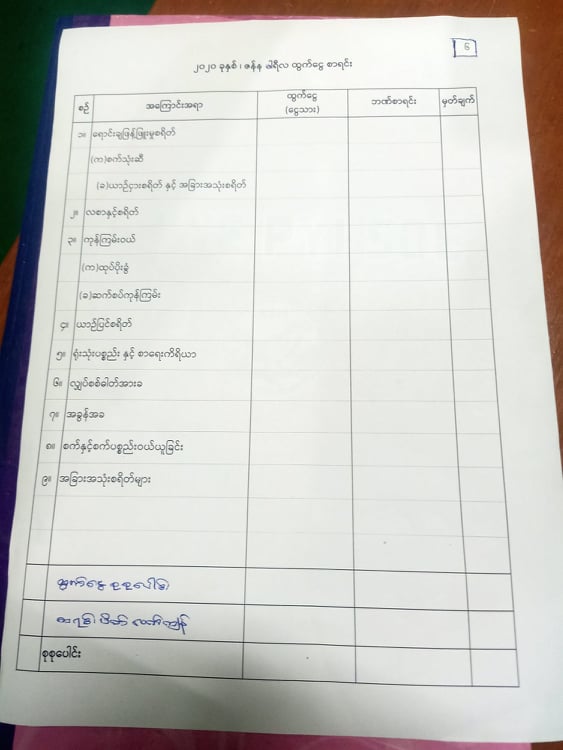 ၆
၂၀၂၀ ခုနှစ်၊ ဇန်န ဝါရီလ ထွက်ငွေ စာရင်း
စဉ် အကြောင်းအရာ ထွက်ငွေ (ငွေသား) ဘဏ်စာရင်း မှတ်ချက်
၁။ ရောင်းချဖြန့်ဖြူးမှုစရိတ်
(က)စက်သုံးဆီ
(ခ)ယာဉ်ငှားစရိတ် နှင့် အခြားအသုံးစရိတ်
၂။ လစာနှင့်စရိတ်
၃။ ကုန်ကြမ်းဝယ်
(က)ထုပ်ပိုးခွံ
(ခ)ဆက်စပ်ကုန်ကြမ်း
၄။ ယာဉ်ပြင်စရိတ်
၅။ ရုံးသုံးပစ္စည်း နှင့် စာရေးကိရိယာ
၆။ လျှပ်စစ်ဓါတ်အားခ
၇။ အခွန်အခ
၈။ စက်နှင့်စက်ပစ္စည်းဝယ်ယူခြင်း
၉။ အခြားအသုံးစရိတ်များ
ထွက်ငွေ စုစုပေါင်း
စာရင်းပိတ် လက်ကျန်
စုစုပေါင်း